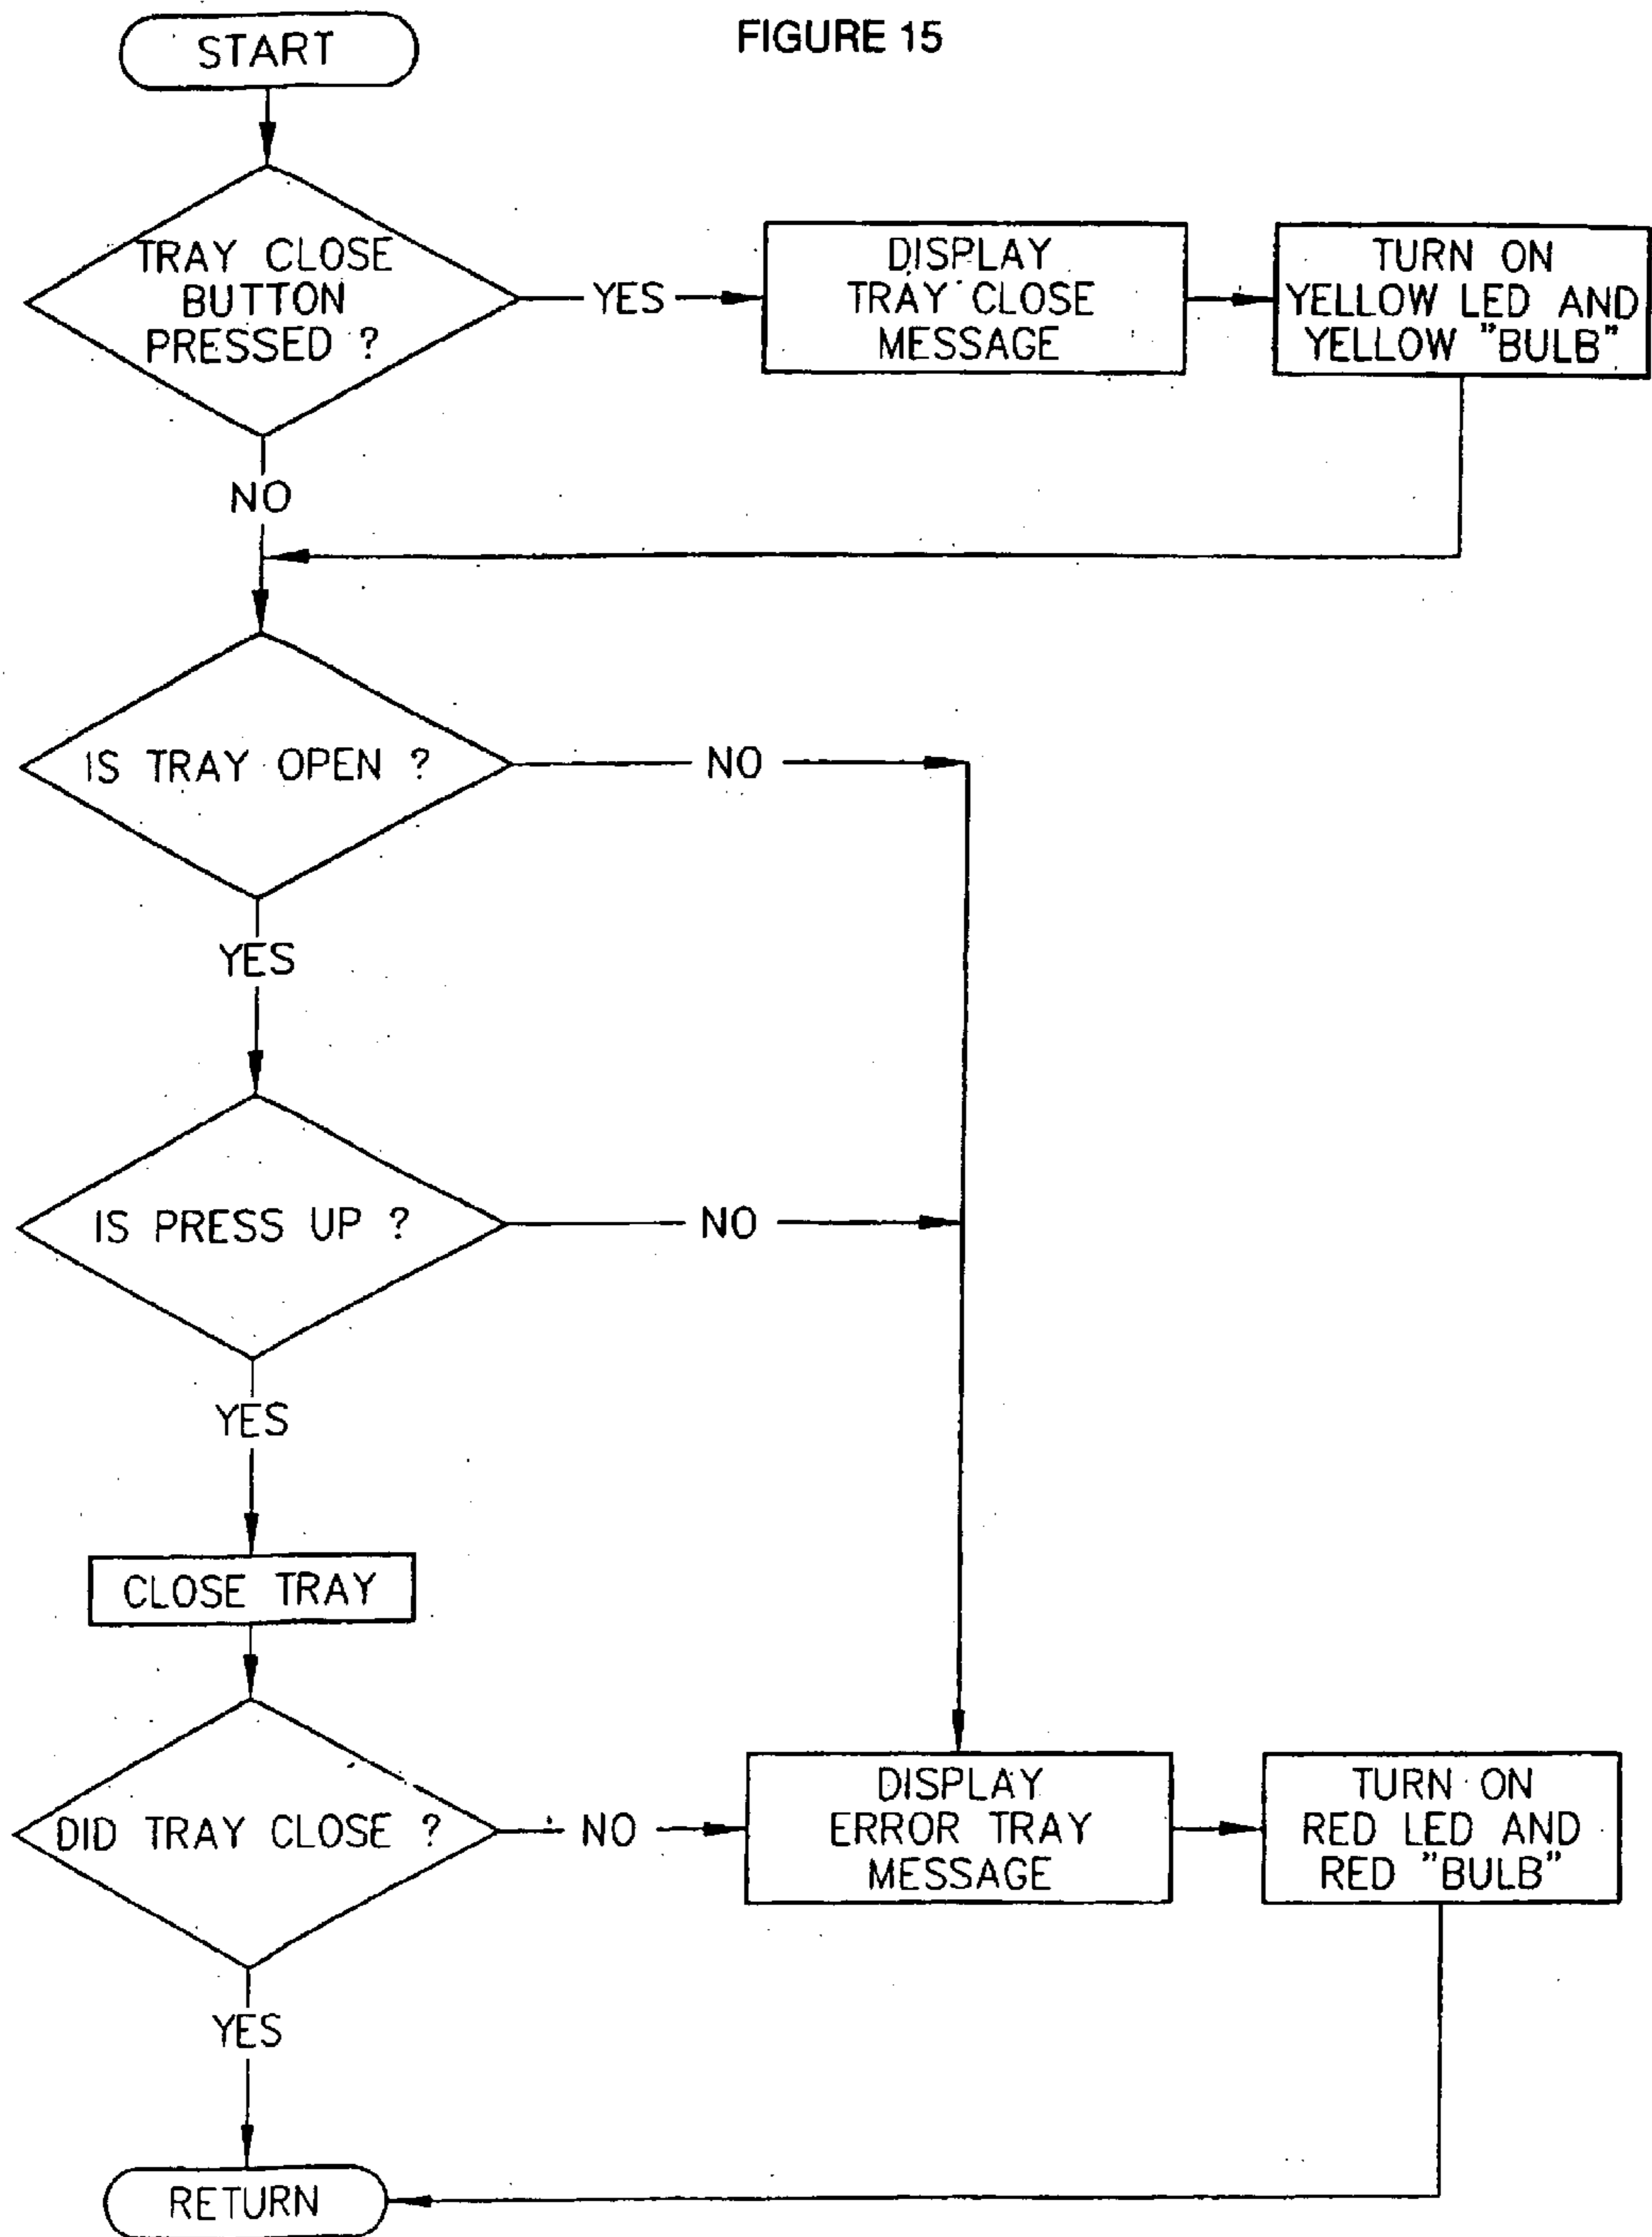 FIGURE 15
START
TRAY CLOSE
BUTTON
PRESSED ?
YES
DISPLAY
TRAY CLOSE
MESSAGE
TURN ON
YELLOW LED AND
YELLOW "BULB"
NO
IS TRAY OPEN ?
NO
YES
IS PRESS UP ?
NO
YES
CLOSE TRAY
DID TRAY CLOSE ?
NO
DISPLAY
ERROR TRAY
MESSAGE
TURN ON
RED LED AND
RED "BULB"
YES
RETURN